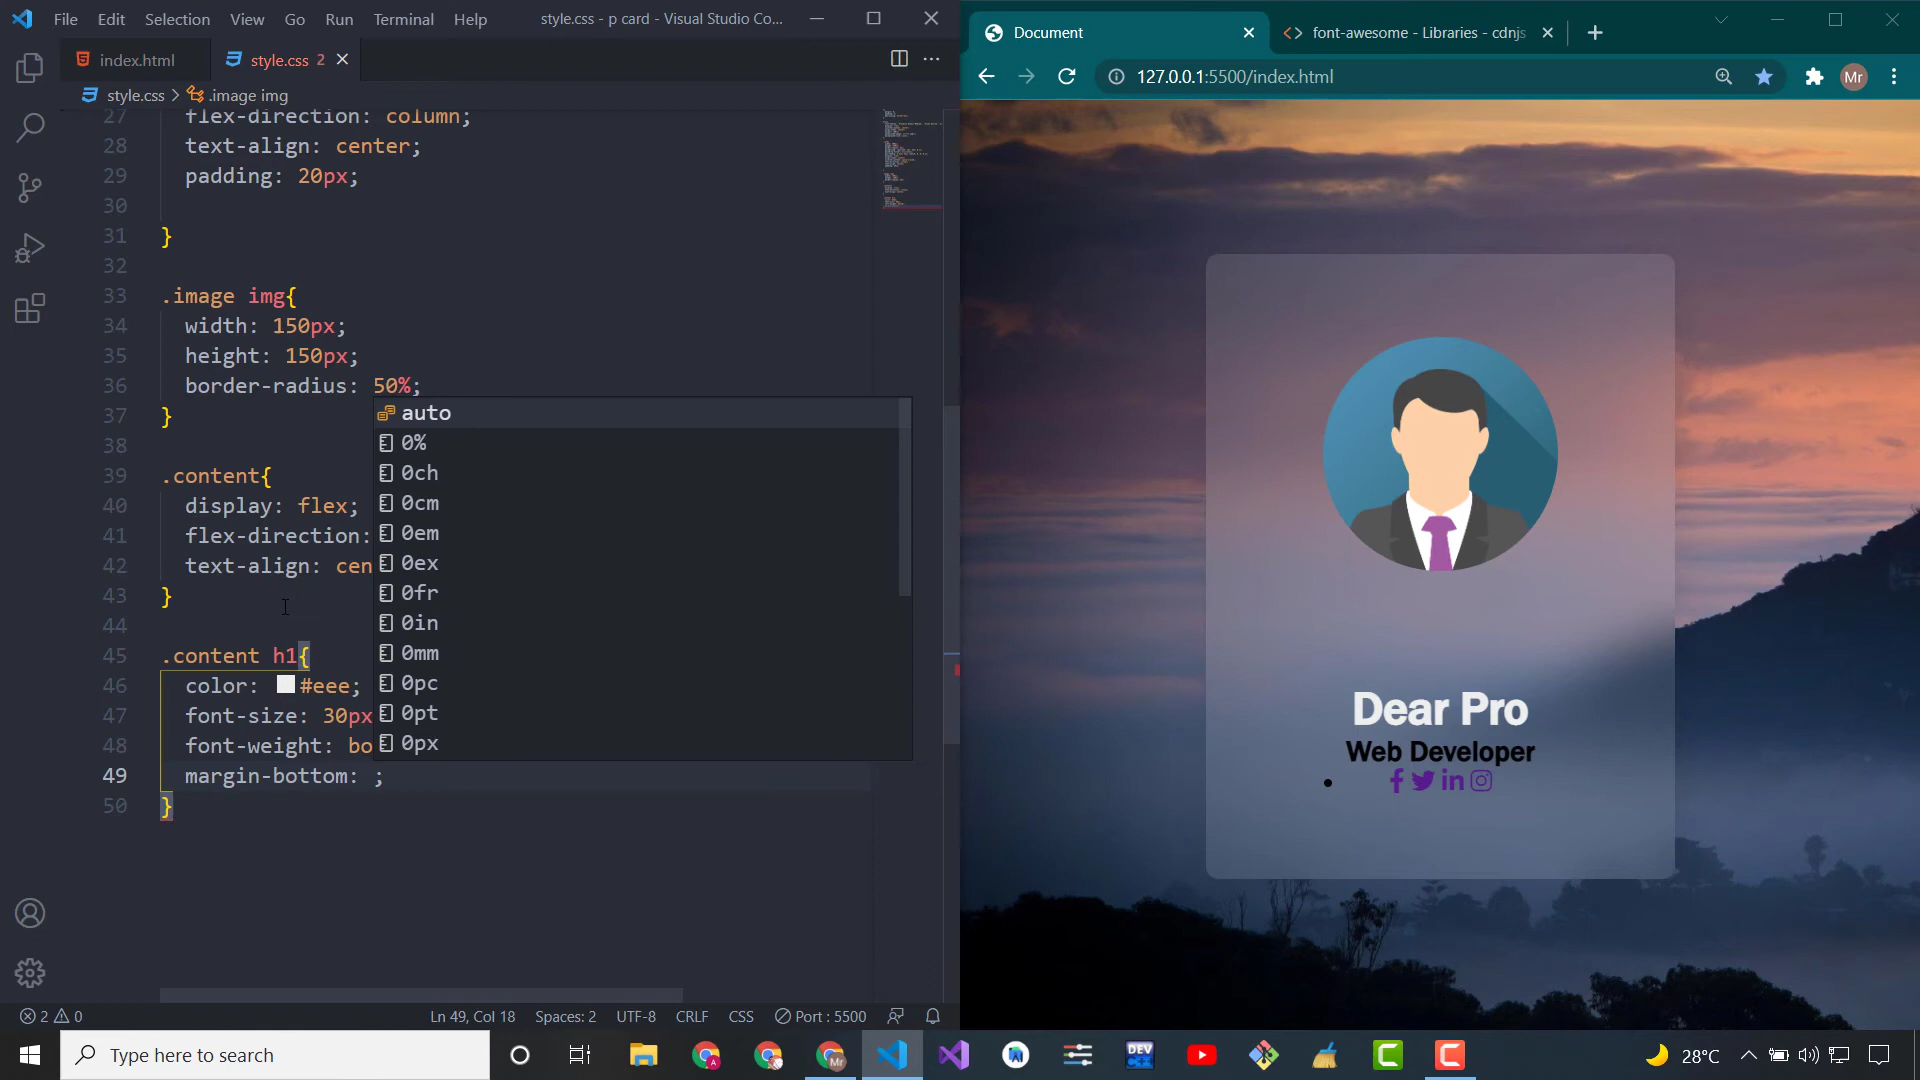 File Edit Selection View Go Run Terminal Help style.css - p card - Visual Studio Co...
index.html style.css 2
style.css > .image img
27 flex-direction: column;
28 text-align: center;
29 padding: 20px;
30
31 }
32
33 .image img{
34 width: 150px;
35 height: 150px;
36 border-radius: 50%;
37 }
38
39 .content{
40 display: flex;
41 flex-direction:
42 text-align: cen
43 }
44
45 .content h1{
46 color: #eee;
47 font-size: 30px
48 font-weight: bo
49 margin-bottom: ;
50 }
auto
0%
0ch
0cm
0em
0ex
0fr
0in
0mm
0pc
0pt
0px
2 0 Ln 49, Col 18 Spaces: 2 UTF-8 CRLF CSS Port : 5500
Document font-awesome - Libraries - cdnjs
127.0.0.1:5500/index.html Mr
Dear Pro
Web Developer
Type here to search
DEV
28°C